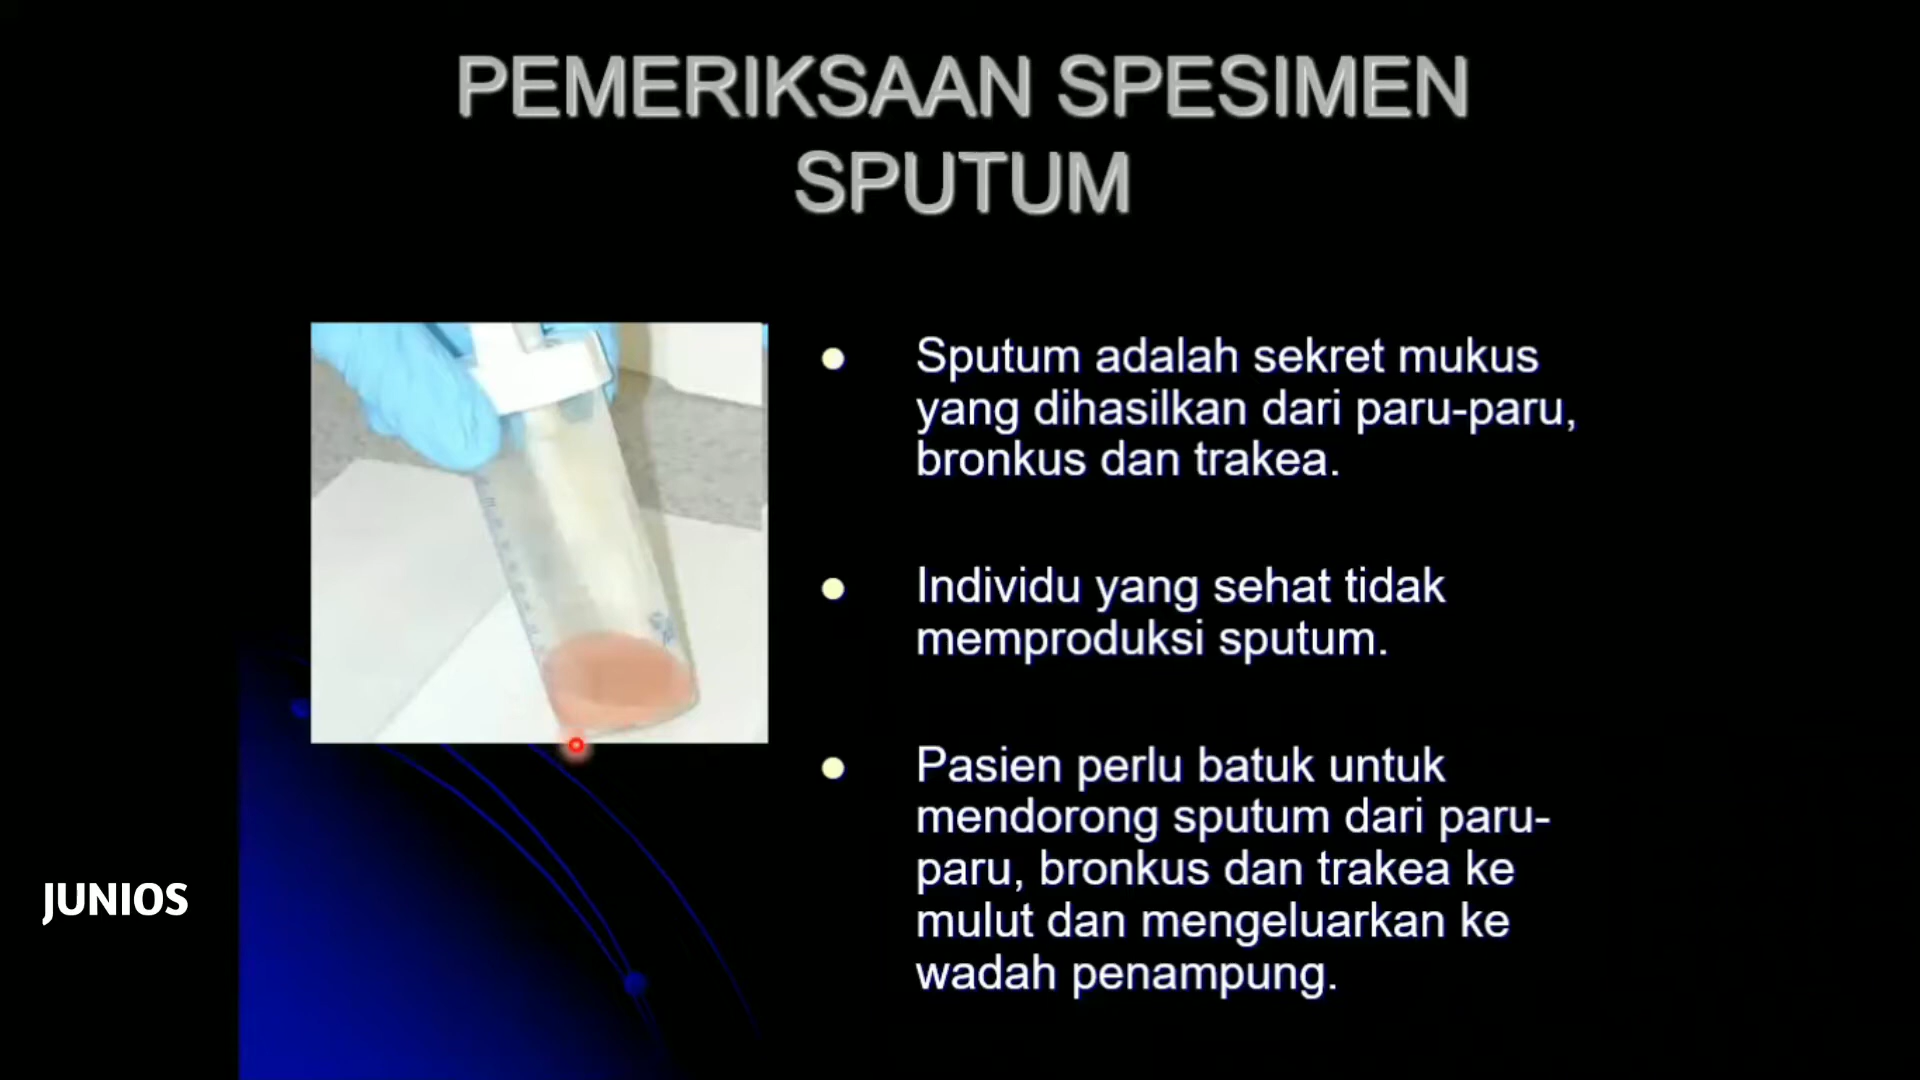 PEMERIKSAAN SPESIMEN
SPUTUM
Sputum adalah sekret mukus
yang dihasilkan dari paru-paru,
bronkus dan trakea.
Individu yang sehat tidak
memproduksi sputum.
Pasien perlu batuk untuk
mendorong sputum dari paru-
paru, bronkus dan trakea ke
mulut dan mengeluarkan ke
wadah penampung.
JUNIOS